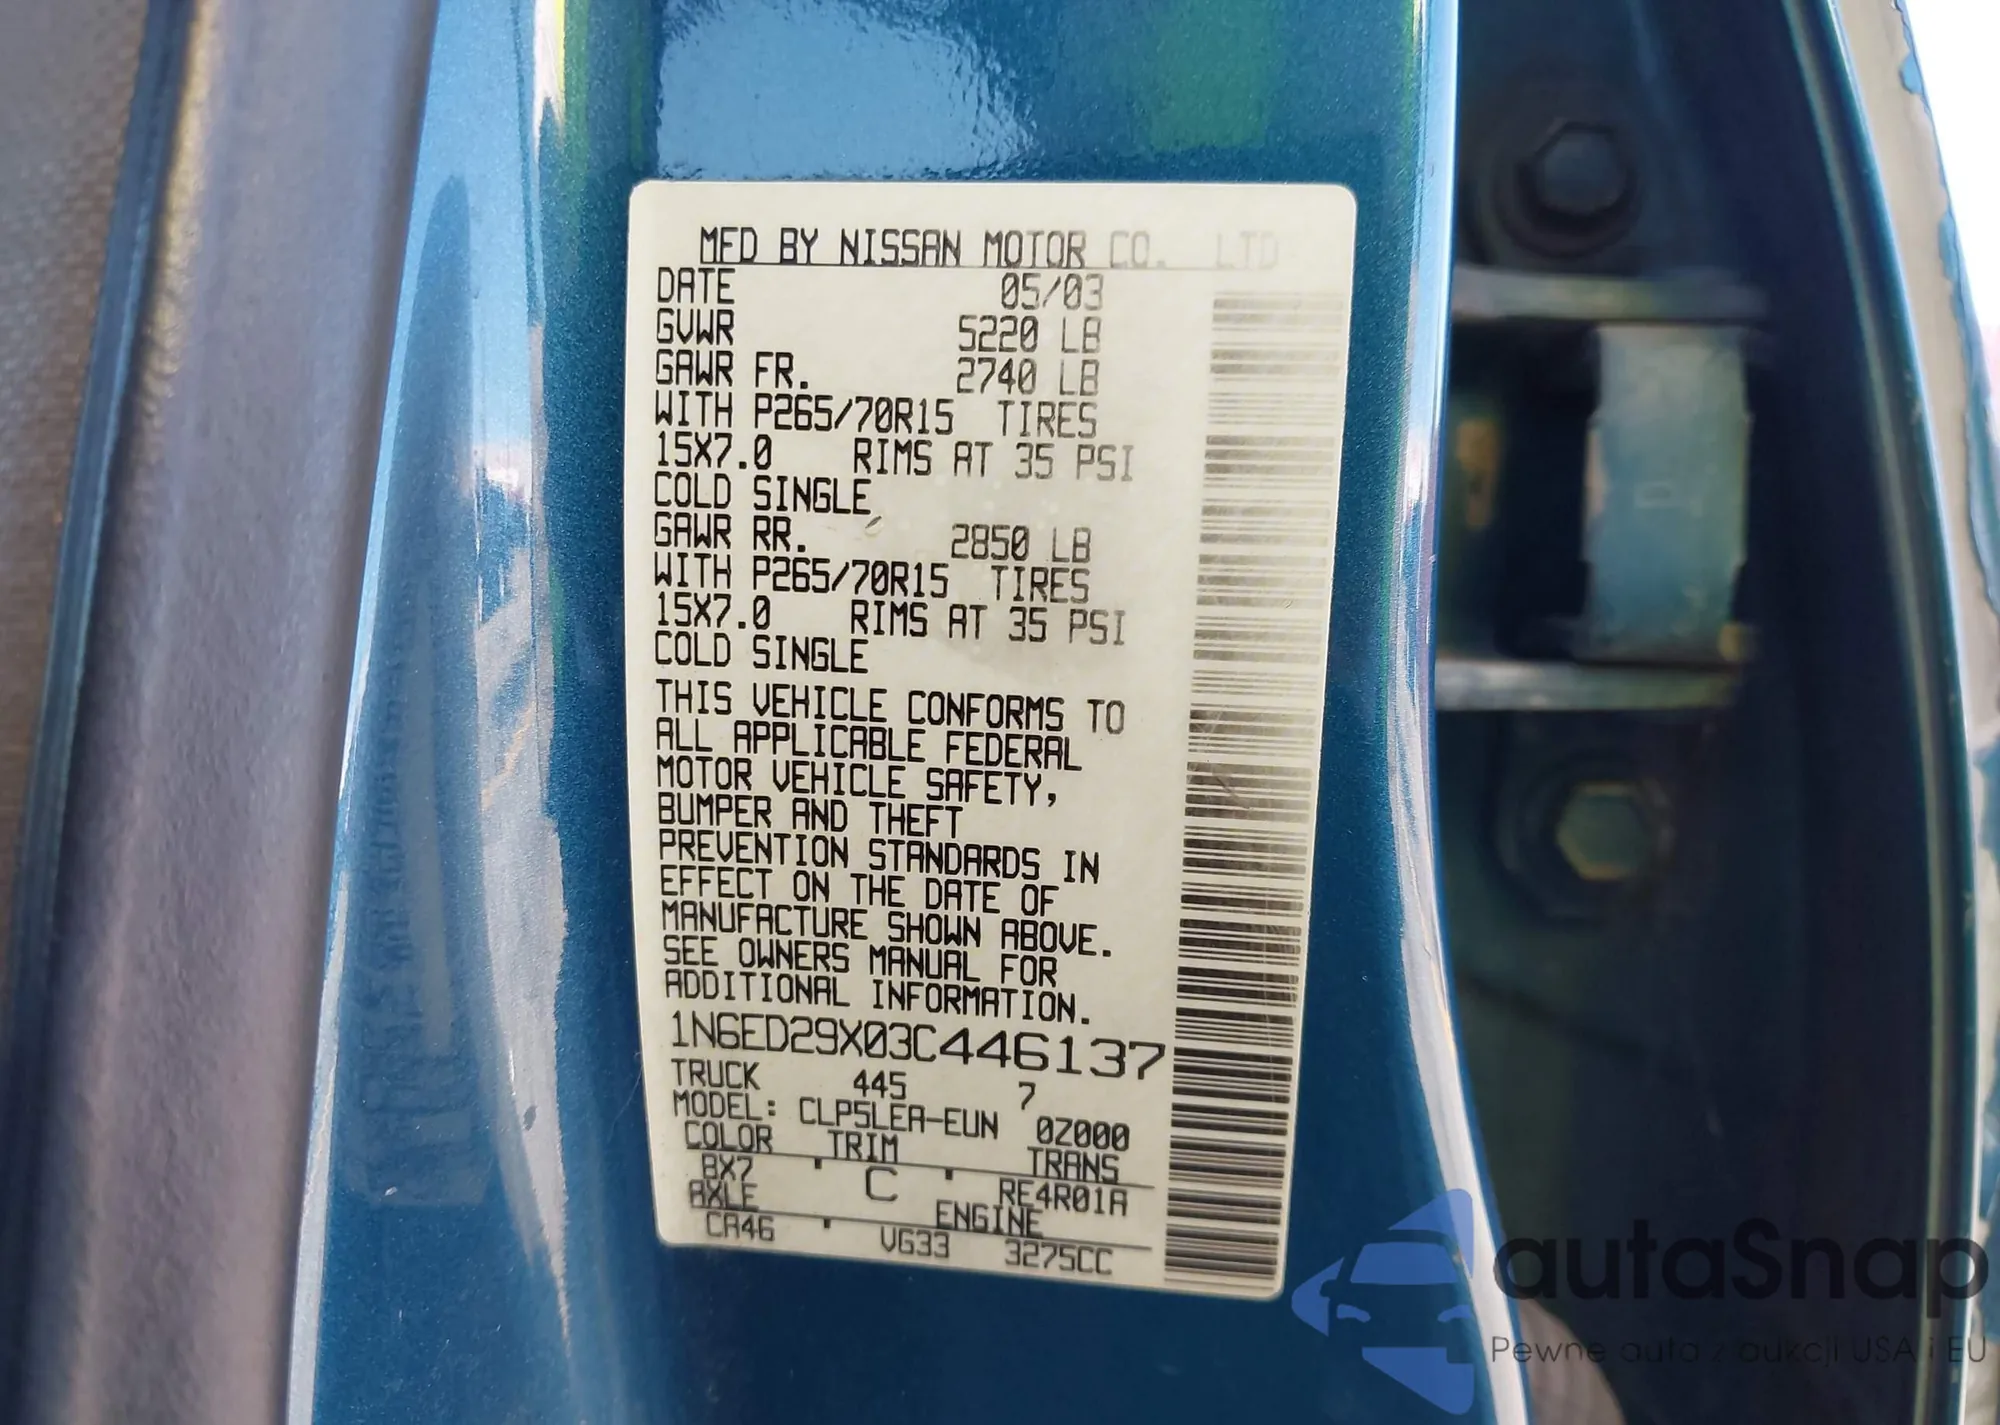 MFD BY NISSAN MOTOR CO. LTD
DATE 05/03
GVWR 5220 LB
GAWR FR. 2740 LB
WITH P265/70R15 TIRES
15X7.0 RIMS AT 35 PSI
COLD SINGLE
GAWR RR. 2850 LB
WITH P265/70R15 TIRES
15X7.0 RIMS AT 35 PSI
COLD SINGLE
THIS VEHICLE CONFORMS TO
ALL APPLICABLE FEDERAL
MOTOR VEHICLE SAFETY,
BUMPER AND THEFT
PREVENTION STANDARDS IN
EFFECT ON THE DATE OF
MANUFACTURE SHOWN ABOVE.
SEE OWNERS MANUAL FOR
ADDITIONAL INFORMATION.
1N6ED29X03C446137
TRUCK 445 7
MODEL: CLPSLEA-EUN 0Z000
COLOR TRIM TRANS
BX7 C RE4R01A
AXLE ENGINE
CA46 VG33 3275CC
autaSnap
Pewne auta z aukcji USA i EU